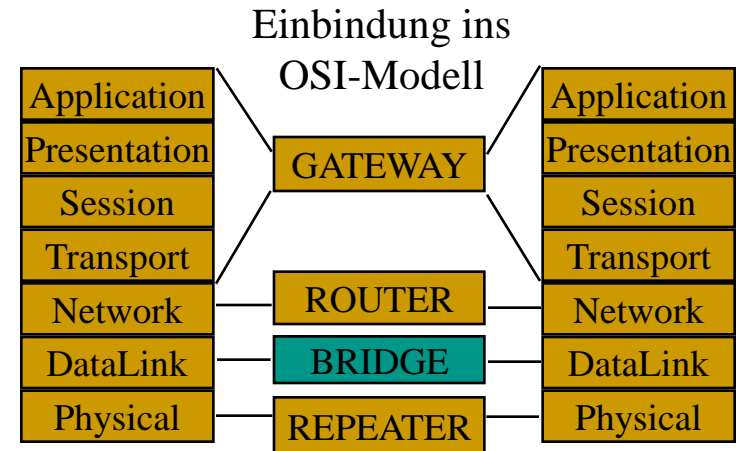 Einbindung ins
OSI-Modell
Application
Presentation
Session
Transport
Network
DataLink
Physical
GATEWAY
ROUTER
BRIDGE
REPEATER
Application
Presentation
Session
Transport
Network
DataLink
Physical